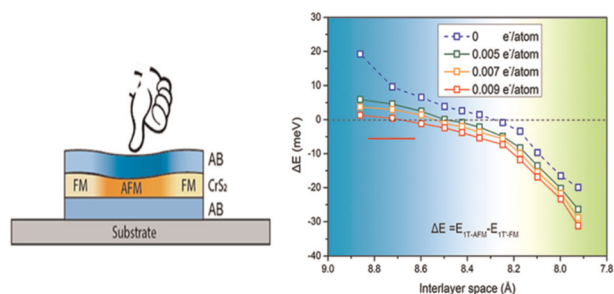 AB
FM AFM FM CrS₂
AB
Substrate
ΔE (meV)
30
20
10
0
-10
-20
-30
-40
0 e⁻/atom
0.005 e⁻/atom
0.007 e⁻/atom
0.009 e⁻/atom
ΔE =E1T-AFM-E1T'-FM
9.0 8.8 8.6 8.4 8.2 8.0 7.8
Interlayer space (Å)